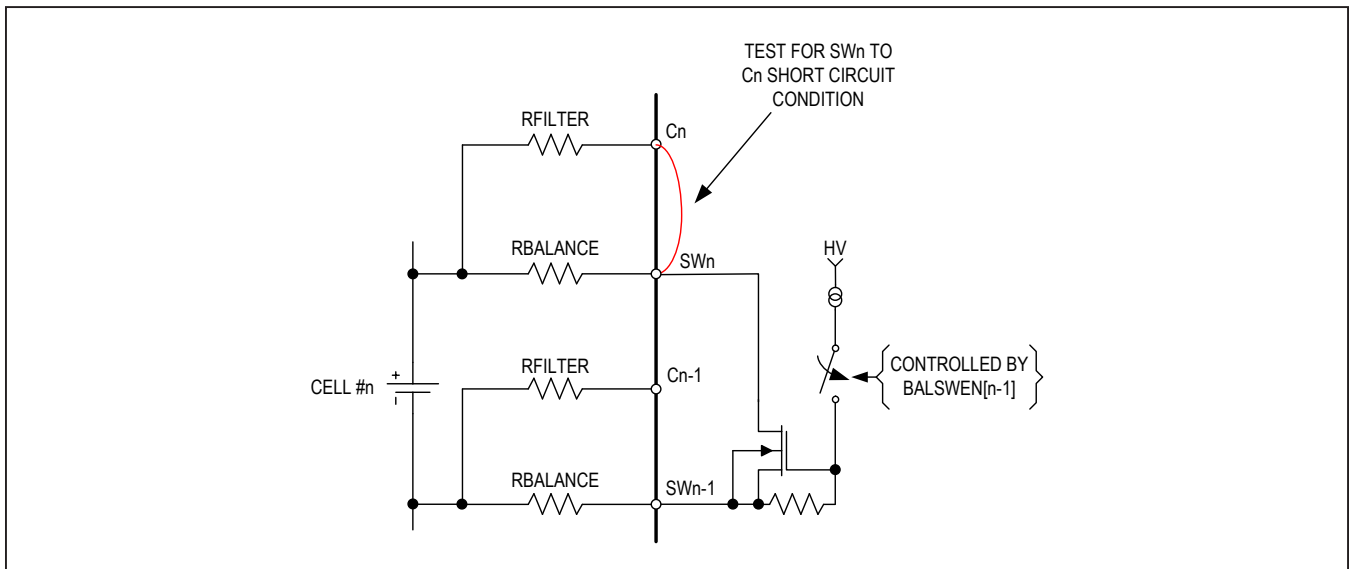 TEST FOR SWn TO
Cn SHORT CIRCUIT
CONDITION
RFILTER
Cn
RBALANCE
SWn
HV
RFILTER
Cn-1
CELL #n
+
-
CONTROLLED BY
BALSWEN[n-1]
RBALANCE
SWn-1